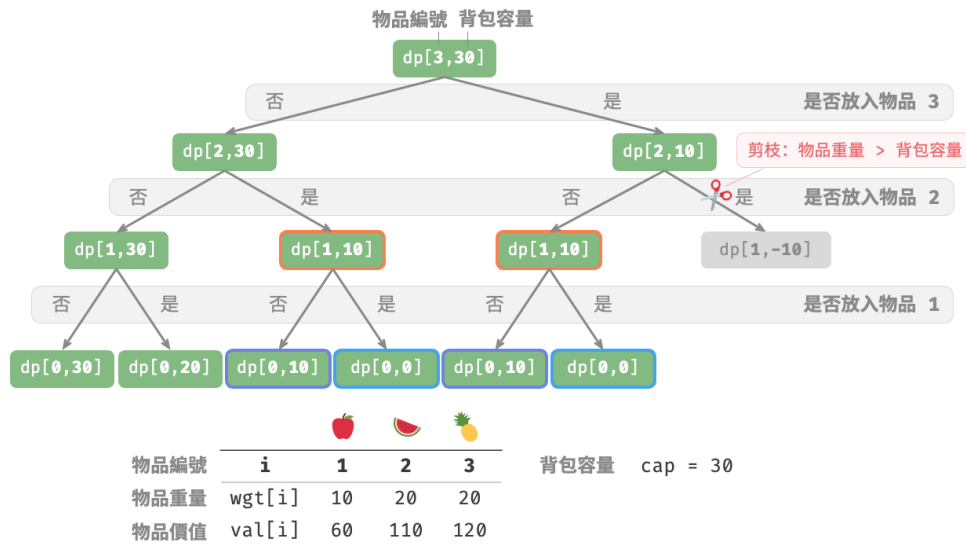 物品編號 背包容量
dp[3,30]
否 是 是否放入物品 3
dp[2,30] dp[2,10] 剪枝：物品重量 > 背包容量
否 是 否 是 是否放入物品 2
dp[1,30] dp[1,10] dp[1,10] dp[1,-10]
否 是 否 是 否 是 是否放入物品 1
dp[0,30] dp[0,20] dp[0,10] dp[0,0] dp[0,10] dp[0,0]
物品編號 i 1 2 3 背包容量 cap = 30
物品重量 wgt[i] 10 20 20
物品價值 val[i] 60 110 120